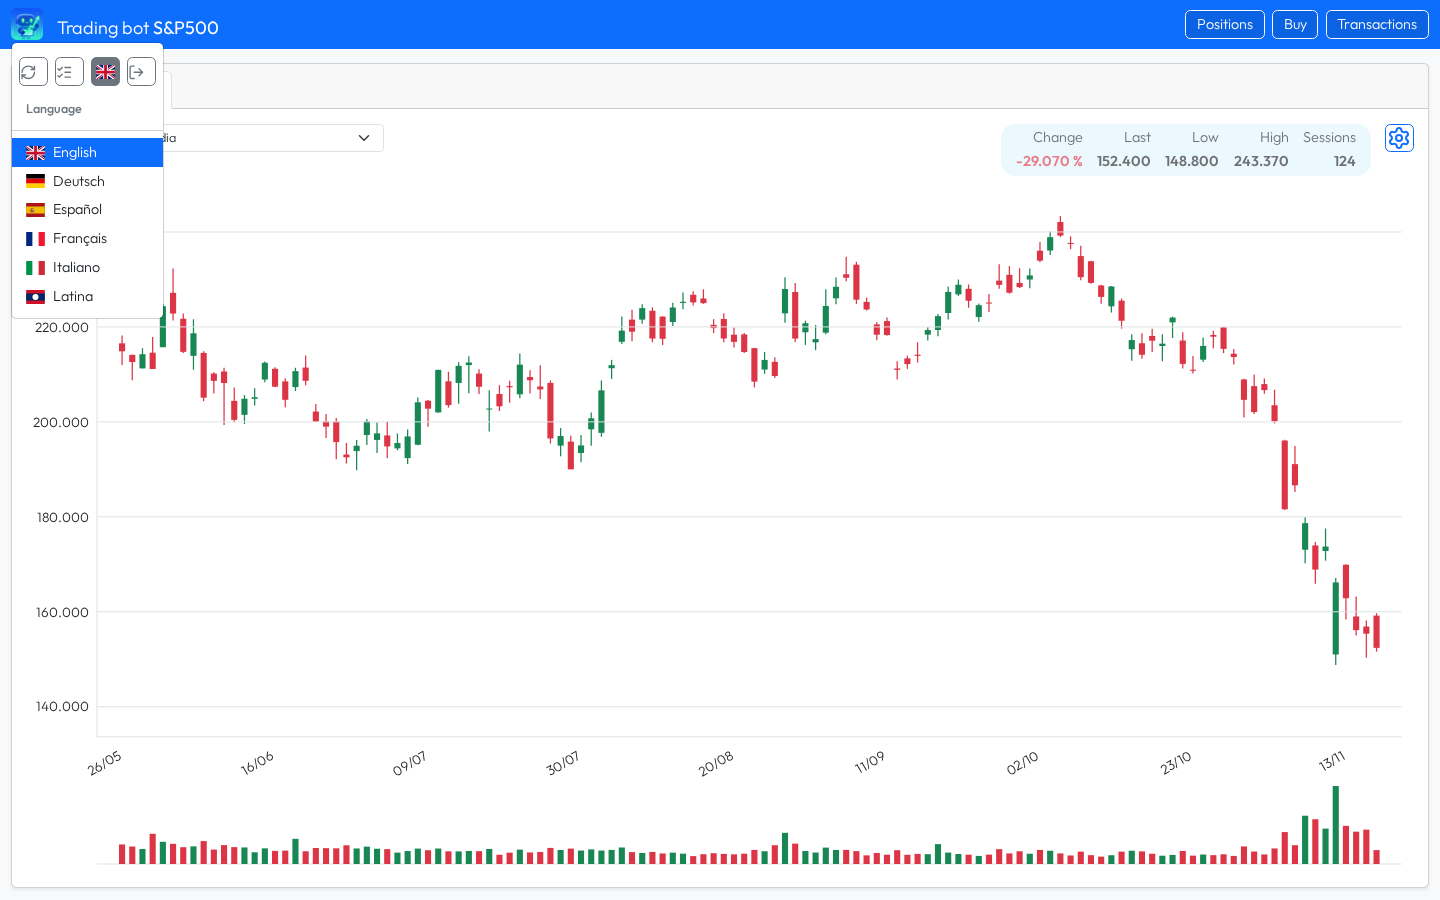 Trading bot S&P500
Positions
Buy
Transactions
Language
English
Deutsch
Español
Français
Italiano
Latina
Change
Last
Low
High
Sessions
-29.070 %
152.400
148.800
243.370
124
220.000
200.000
180.000
160.000
140.000
26/05
16/06
09/07
30/07
20/08
11/09
02/10
23/10
13/11